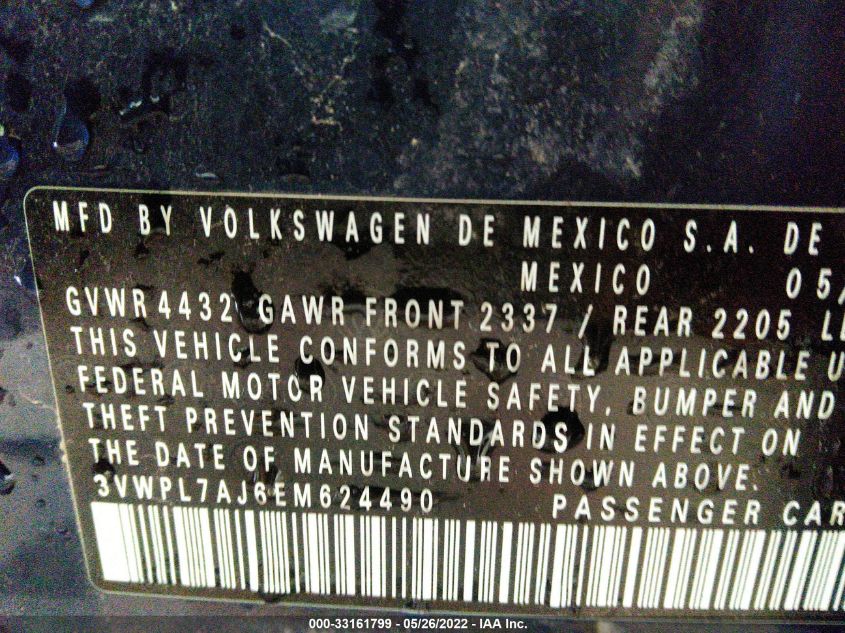 MFD BY VOLKSWAGEN DE MEXICO S.A. DE
MEXICO 05/
GVWR 4432 GAWR FRONT 2337 / REAR 2205 LB
THIS VEHICLE CONFORMS TO ALL APPLICABLE U
FEDERAL MOTOR VEHICLE SAFETY, BUMPER AND
THEFT PREVENTION STANDARDS IN EFFECT ON
THE DATE OF MANUFACTURE SHOWN ABOVE.
3VWPL7AJ6EM624490 PASSENGER CAR
000-33161799 - 05/26/2022 - IAA Inc.